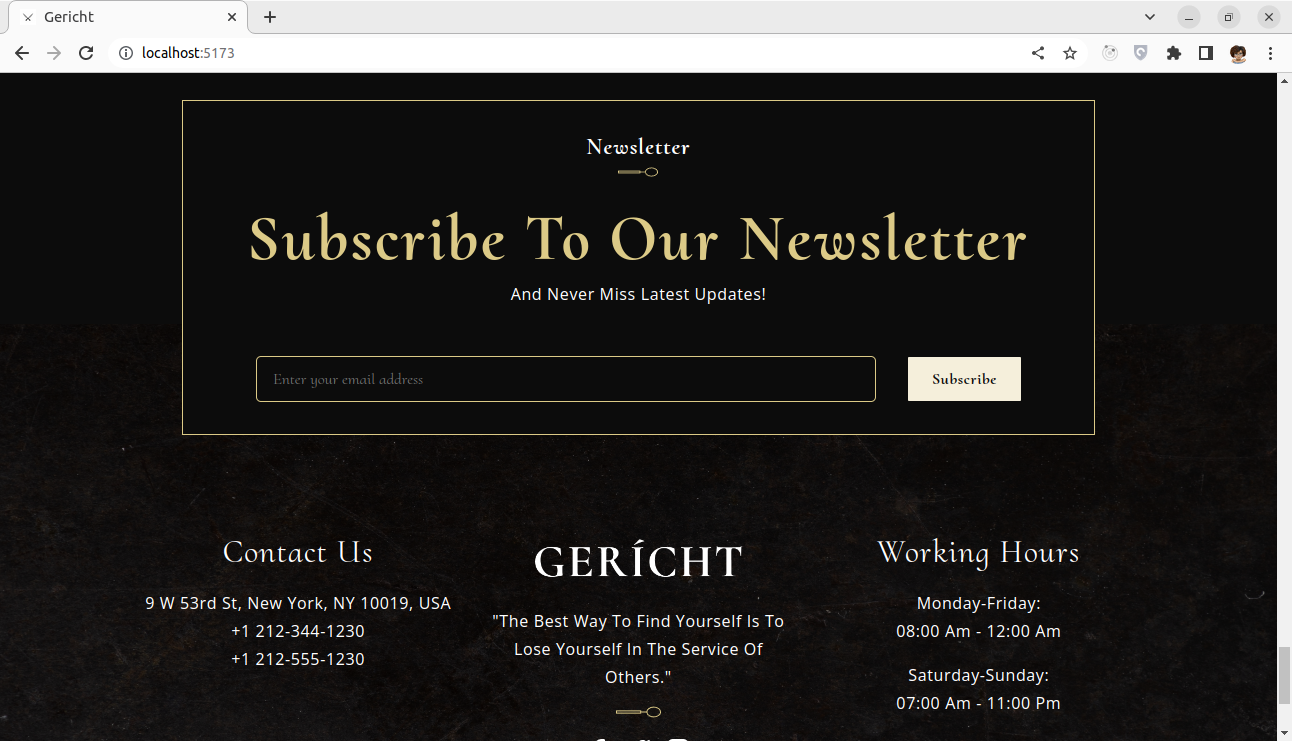 Gericht
localhost:5173
Newsletter
Subscribe To Our Newsletter
And Never Miss Latest Updates!
Enter your email address
Subscribe
Contact Us
9 W 53rd St, New York, NY 10019, USA
+1 212-344-1230
+1 212-555-1230
GERÍCHT
"The Best Way To Find Yourself Is To
Lose Yourself In The Service Of
Others."
Working Hours
Monday-Friday:
08:00 Am - 12:00 Am
Saturday-Sunday:
07:00 Am - 11:00 Pm